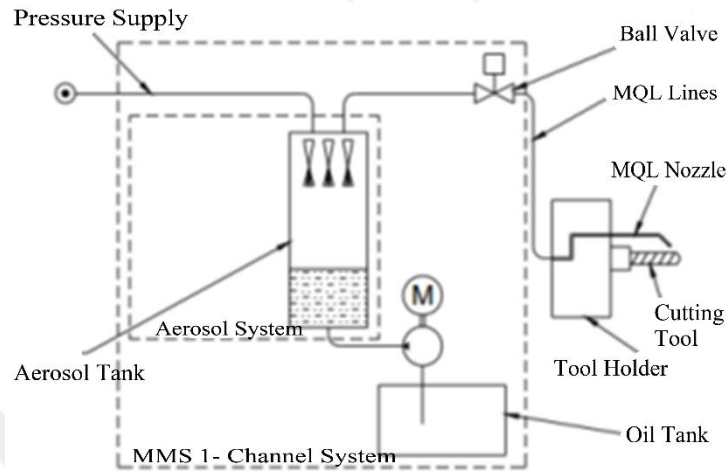 Pressure Supply
Ball Valve
MQL Lines
MQL Nozzle
Aerosol System
M
Cutting
Tool
Aerosol Tank
Tool Holder
Oil Tank
MMS 1- Channel System